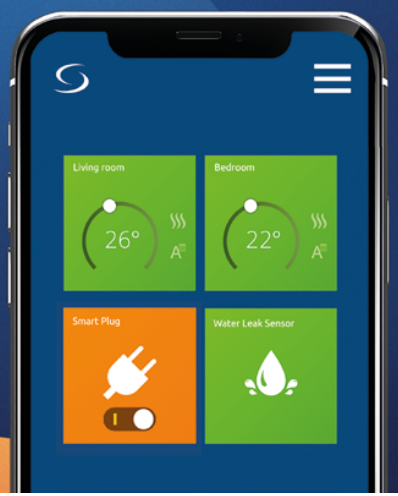 Living room
26°
A
Bedroom
22°
A
Smart Plug
Water Leak Sensor